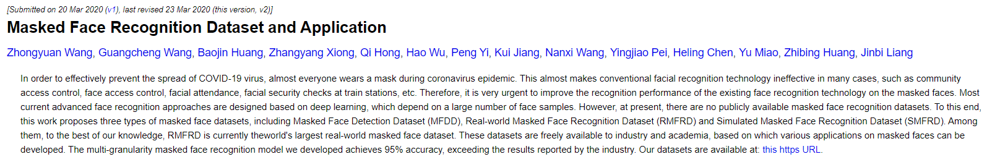 [Submitted on 20 Mar 2020 (v1), last revised 23 Mar 2020 (this version, v2)]
Masked Face Recognition Dataset and Application
Zhongyuan Wang, Guangcheng Wang, Baojin Huang, Zhangyang Xiong, Qi Hong, Hao Wu, Peng Yi, Kui Jiang, Nanxi Wang, Yingjiao Pei, Heling Chen, Yu Miao, Zhibing Huang, Jinbi Liang
In order to effectively prevent the spread of COVID-19 virus, almost everyone wears a mask during coronavirus epidemic. This almost makes conventional facial recognition technology ineffective in many cases, such as community
access control, face access control, facial attendance, facial security checks at train stations, etc. Therefore, it is very urgent to improve the recognition performance of the existing face recognition technology on the masked faces. Most
current advanced face recognition approaches are designed based on deep learning, which depend on a large number of face samples. However, at present, there are no publicly available masked face recognition datasets. To this end,
this work proposes three types of masked face datasets, including Masked Face Detection Dataset (MFDD), Real-world Masked Face Recognition Dataset (RMFRD) and Simulated Masked Face Recognition Dataset (SMFRD). Among
them, to the best of our knowledge, RMFRD is currently theworld's largest real-world masked face dataset. These datasets are freely available to industry and academia, based on which various applications on masked faces can be
developed. The multi-granularity masked face recognition model we developed achieves 95% accuracy, exceeding the results reported by the industry. Our datasets are available at: this https URL.